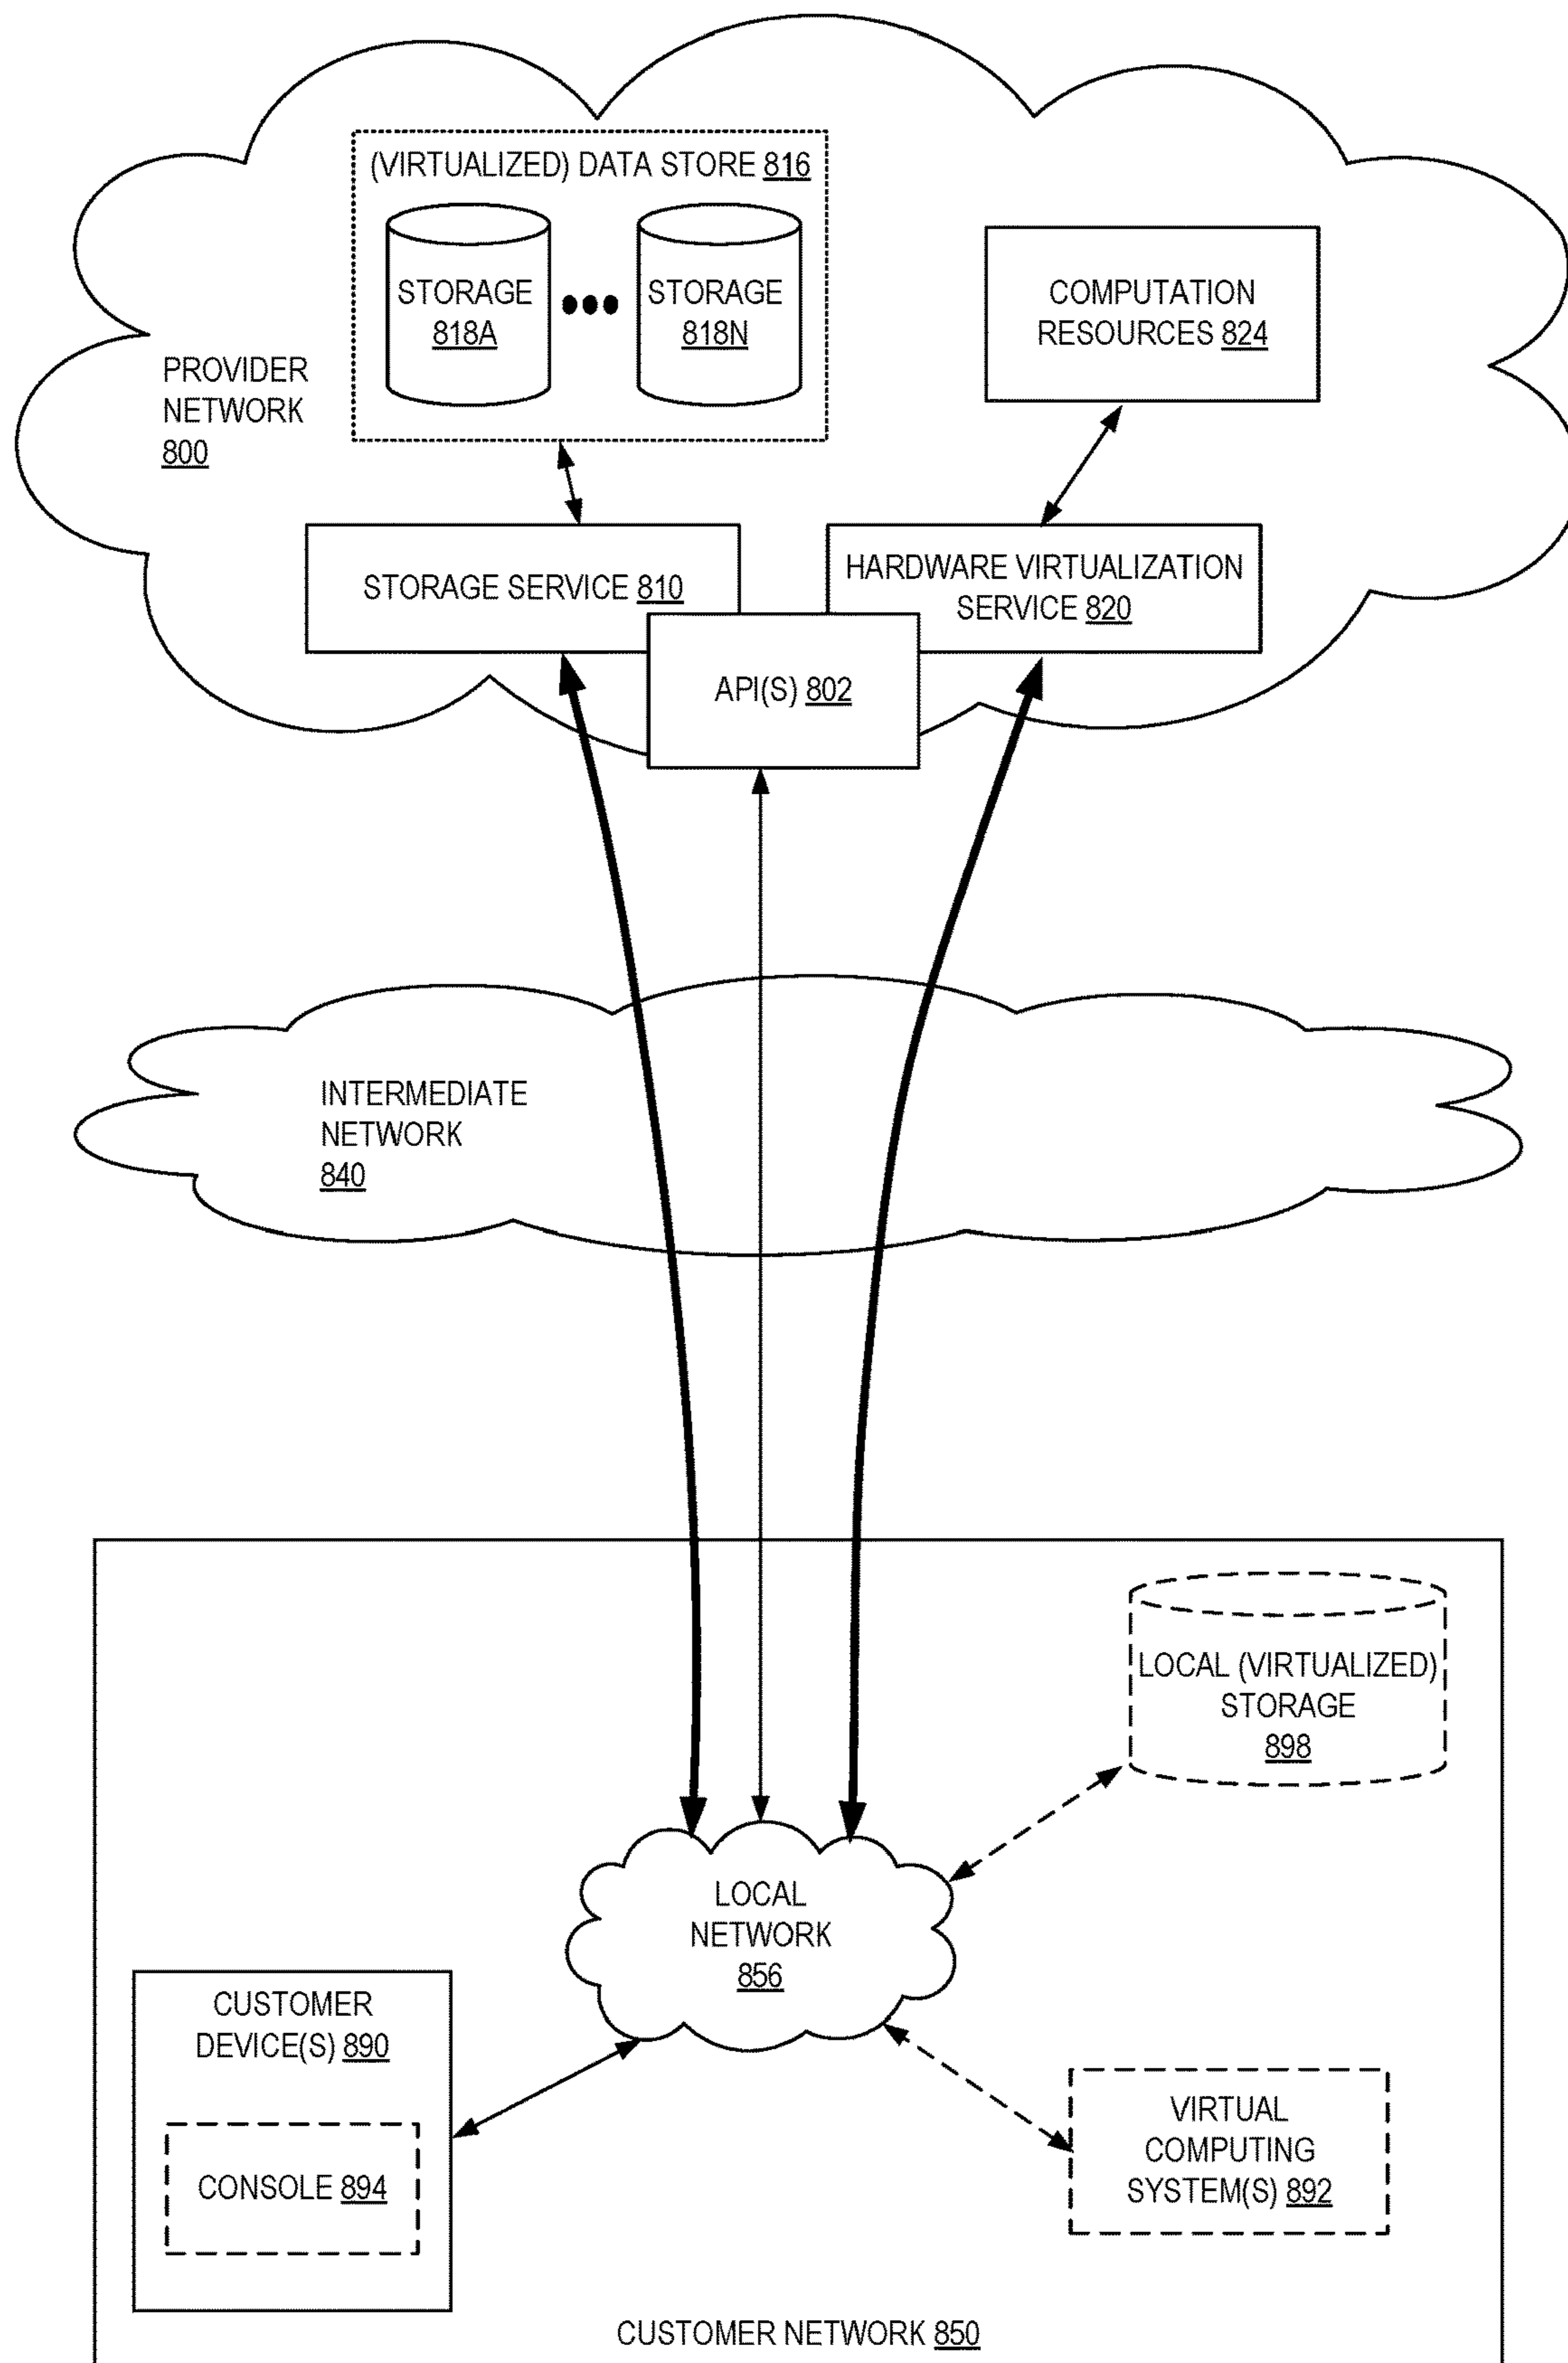 (VIRTUALIZED) DATA STORE 816
STORAGE
818A
STORAGE
818N
COMPUTATION
RESOURCES 824
PROVIDER
NETWORK
800
STORAGE SERVICE 810
HARDWARE VIRTUALIZATION
SERVICE 820
API(S) 802
INTERMEDIATE
NETWORK
840
LOCAL (VIRTUALIZED)
STORAGE
898
LOCAL
NETWORK
856
CUSTOMER
DEVICE(S) 890
CONSOLE 894
VIRTUAL
COMPUTING
SYSTEM(S) 892
CUSTOMER NETWORK 850